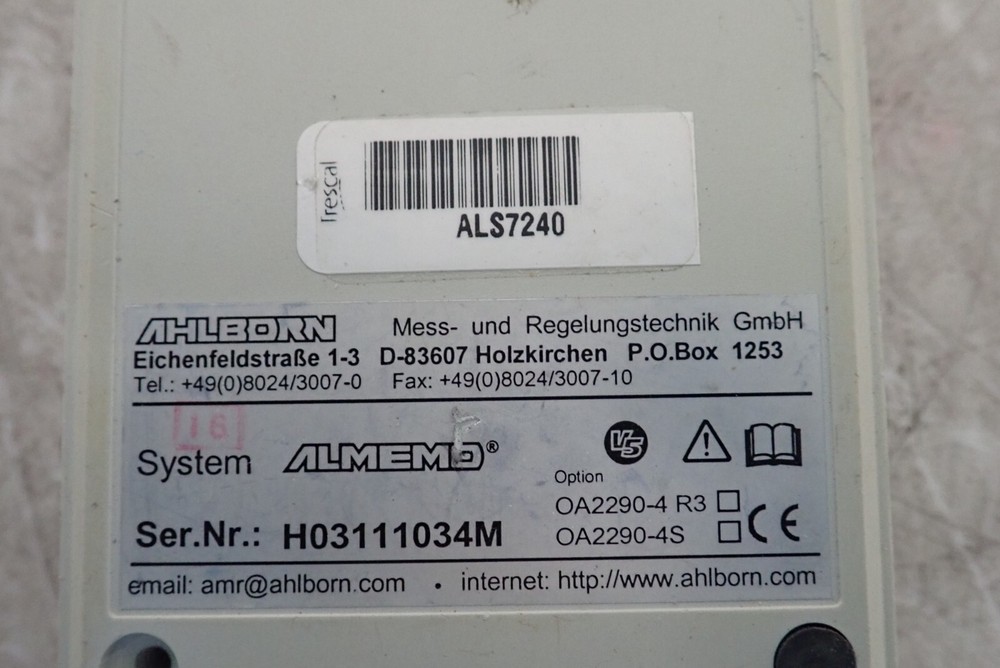 Trescal
ALS7240
AHLBORN Mess- und Regelungstechnik GmbH
Eichenfeldstraße 1-3 D-83607 Holzkirchen P.O.Box 1253
Tel.: +49(0)8024/3007-0 Fax: +49(0)8024/3007-10
16
System ALMEMO® V5
Option
OA2290-4 R3 ☐
OA2290-4S ☐ CE
Ser.Nr.: H03111034M
email: amr@ahlborn.com • internet: http://www.ahlborn.com